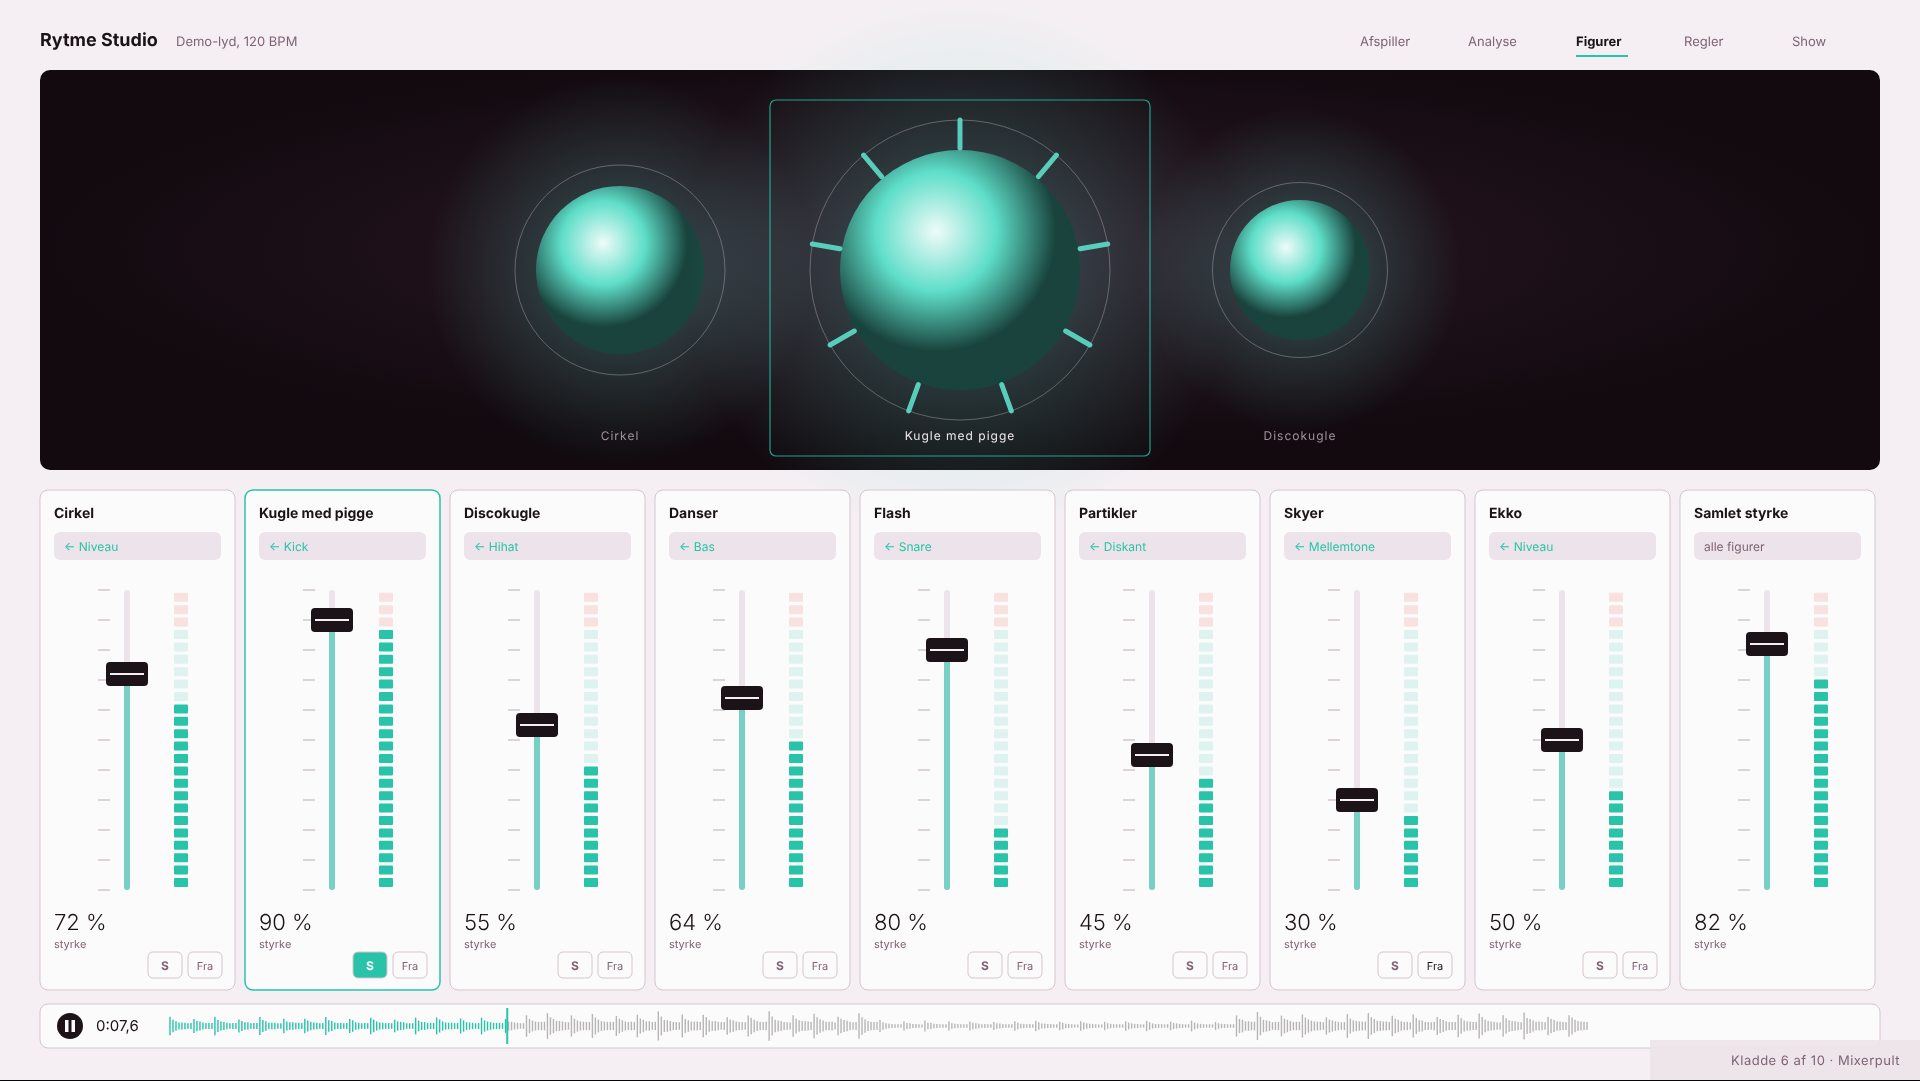 Rytme Studio
Demo-lyd, 120 BPM
Afspiller
Analyse
Figurer
Regler
Show
Cirkel
Kugle med pigge
Discokugle
Cirkel
← Niveau
72 %
styrke
S
Fra
Kugle med pigge
← Kick
90 %
styrke
S
Fra
Discokugle
← Hihat
55 %
styrke
S
Fra
Danser
← Bas
64 %
styrke
S
Fra
Flash
← Snare
80 %
styrke
S
Fra
Partikler
← Diskant
45 %
styrke
S
Fra
Skyer
← Mellemtone
30 %
styrke
S
Fra
Ekko
← Niveau
50 %
styrke
S
Fra
Samlet styrke
alle figurer
82 %
styrke
0:07,6
Kladde 6 af 10 · Mixerpult